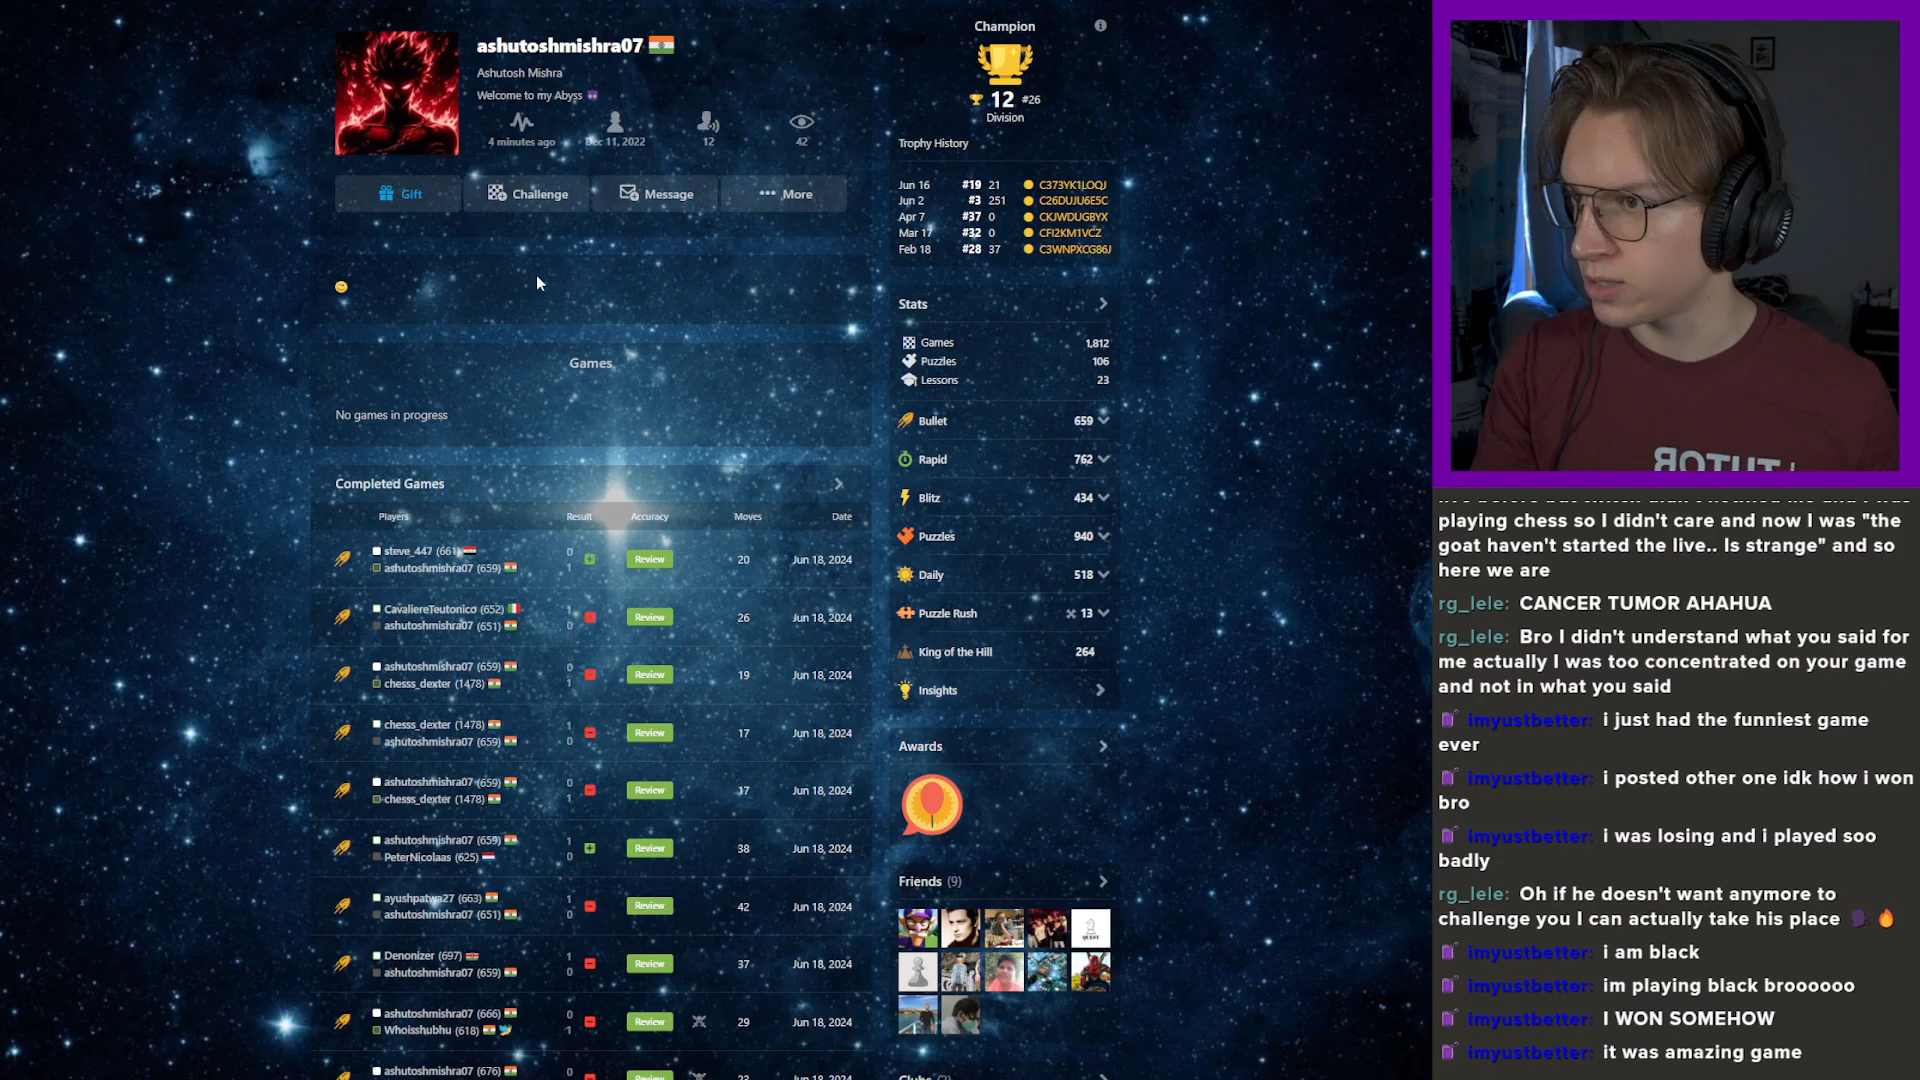 ashutoshmishra07
Ashutosh Mishra
Welcome to my Abyss
4 minutes ago
Dec 11, 2022
12
42
Gift
Challenge
Message
More
Games
No games in progress
Completed Games
Players Result Accuracy Moves Date
steve_447 (661) 0
ashutoshmishra07 (659) 1
Review 20 Jun 18, 2024
CavaliereTeutonico (652) 1
ashutoshmishra07 (651) 0
Review 26 Jun 18, 2024
ashutoshmishra07 (659) 0
chesss_dexter (1478) 1
Review 19 Jun 18, 2024
chesss_dexter (1478) 1
ashutoshmishra07 (659) 0
Review 17 Jun 18, 2024
ashutoshmishra07 (659) 0
chesss_dexter (1478) 1
Review 17 Jun 18, 2024
ashutoshmishra07 (659) 1
PeterNicolaas (625) 0
Review 38 Jun 18, 2024
ayushpatwa27 (663) 1
ashutoshmishra07 (651) 0
Review 42 Jun 18, 2024
Denonizer (697) 1
ashutoshmishra07 (659) 0
Review 37 Jun 18, 2024
ashutoshmishra07 (666) 0
Whoisshubhu (618) 1
Review 29 Jun 18, 2024
ashutoshmishra07 (676) 0
Champion
12 #26
Division
Trophy History
Jun 16 #19 21 C373YK1LOQJ
Jun 2 #3 251 C26DUJU6E5C
Apr 7 #37 0 CKJWDUGBYX
Mar 17 #32 0 CFI2KM1VCZ
Feb 18 #28 37 C3WNPXCG86J
Stats
Games 1,812
Puzzles 106
Lessons 23
Bullet 659
Rapid 762
Blitz 434
Puzzles 940
Daily 518
Puzzle Rush 13
King of the Hill 264
Insights
Awards
Friends (9)
QUEST
TUTOR
playing chess so I didn't care and now I was "the
goat haven't started the live.. Is strange" and so
here we are
rg_lele: CANCER TUMOR AHAHUA
rg_lele: Bro I didn't understand what you said for
me actually I was too concentrated on your game
and not in what you said
imyustbetter: i just had the funniest game
ever
imyustbetter: i posted other one idk how i won
bro
imyustbetter: i was losing and i played soo
badly
rg_lele: Oh if he doesn't want anymore to
challenge you I can actually take his place
imyustbetter: i am black
imyustbetter: im playing black broooooo
imyustbetter: I WON SOMEHOW
imyustbetter: it was amazing game